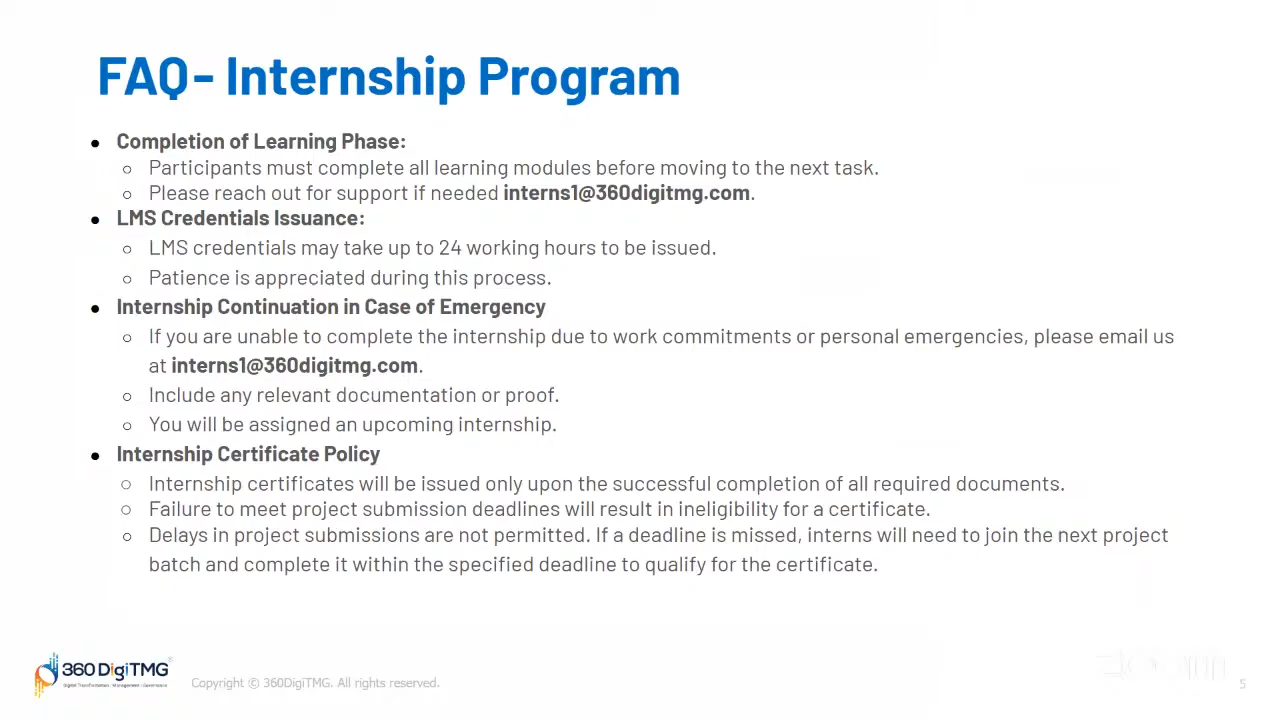 FAQ- Internship Program
● Completion of Learning Phase:
○ Participants must complete all learning modules before moving to the next task.
○ Please reach out for support if needed interns1@360digitmg.com.
● LMS Credentials Issuance:
○ LMS credentials may take up to 24 working hours to be issued.
○ Patience is appreciated during this process.
● Internship Continuation in Case of Emergency
○ If you are unable to complete the internship due to work commitments or personal emergencies, please email us
at interns1@360digitmg.com.
○ Include any relevant documentation or proof.
○ You will be assigned an upcoming internship.
● Internship Certificate Policy
○ Internship certificates will be issued only upon the successful completion of all required documents.
○ Failure to meet project submission deadlines will result in ineligibility for a certificate.
○ Delays in project submissions are not permitted. If a deadline is missed, interns will need to join the next project
batch and complete it within the specified deadline to qualify for the certificate.
360DigiTMG®
Digital Transformation . Management . Governance
Copyright © 360DigiTMG. All rights reserved.
5